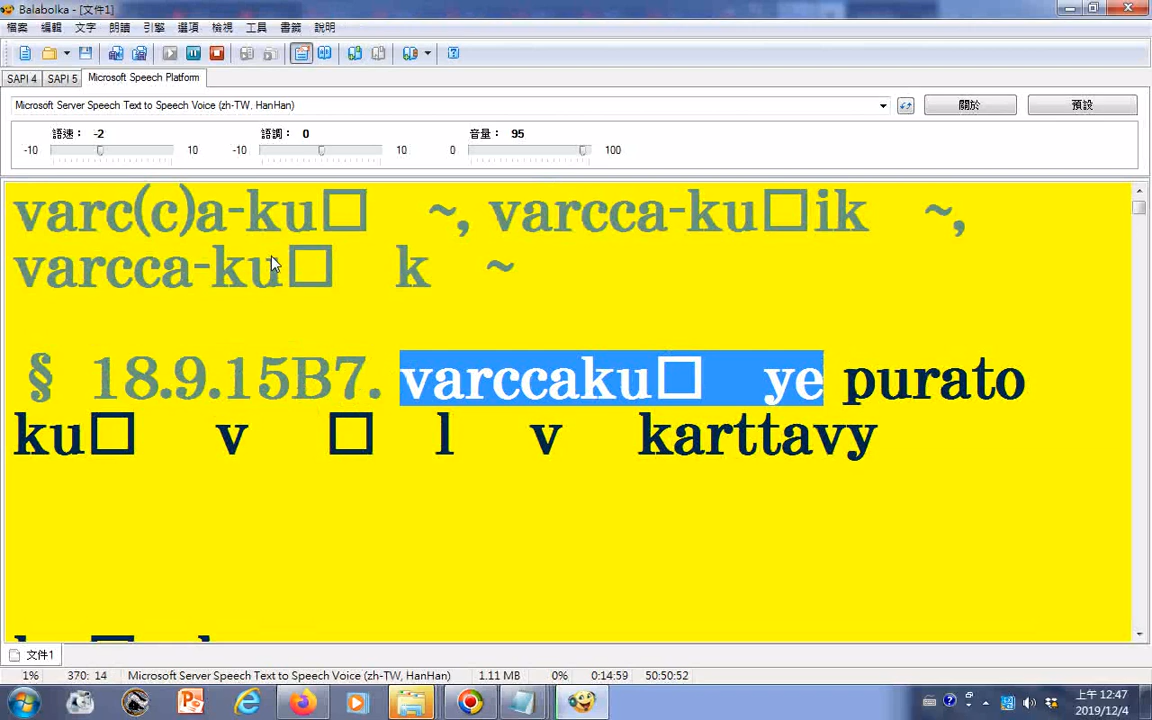 Balabolka - [文件1]
檔案 編輯 文字 朗讀 引擎 選項 檢視 工具 書籤 說明
SAPI 4 SAPI 5 Microsoft Speech Platform
Microsoft Server Speech Text to Speech Voice (zh-TW, HanHan) 關於 預設
語速： -2 語調： 0 音量： 95
-10 10 -10 10 0 100
varc(c)a-ku□ ~, varcca-ku□ik ~,
varcca-ku□ k ~
§ 18.9.15B7. varccaku□ ye purato
ku□ v □ l v karttavy
文件1
1% 370: 14 Microsoft Server Speech Text to Speech Voice (zh-TW, HanHan) 1.11 MB 0% 0:14:59 50:50:52
上午 12:47
2019/12/4